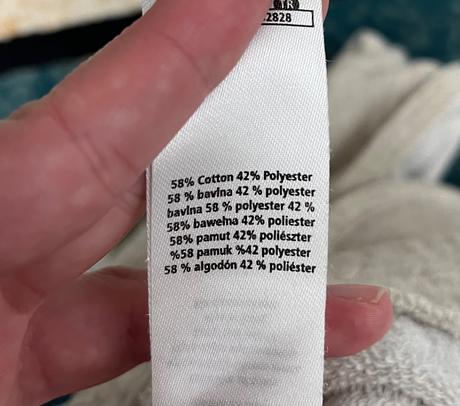 TR
2828
58% Cotton 42% Polyester
58 % bavlna 42 % polyester
bavlna 58 % polyester 42 %
58% bawełna 42% poliester
58% pamut 42% poliészter
%58 pamuk %42 polyester
58 % algodón 42 % poliéster